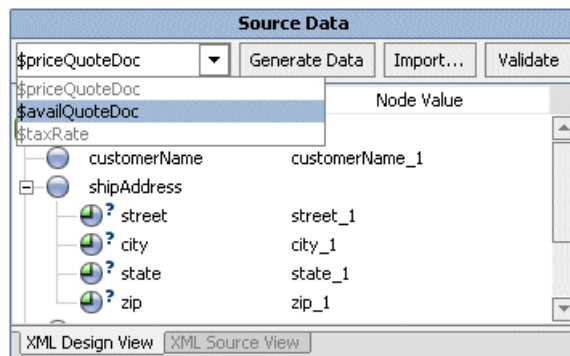 Source Data
$priceQuoteDoc Generate Data Import... Validate
$priceQuoteDoc
$availQuoteDoc Node Value
$taxRate
customerName customerName_1
shipAddress
? street street_1
? city city_1
? state state_1
? zip zip_1
XML Design View XML Source View